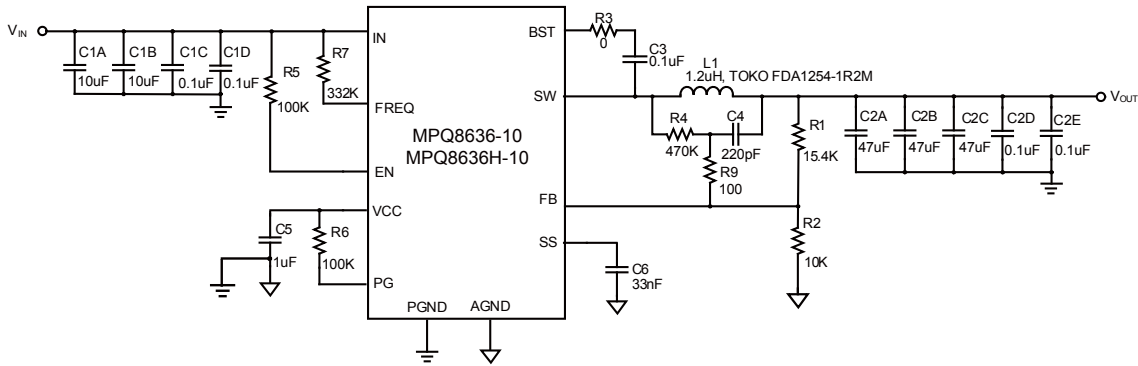 VIN
C1A
10uF
C1B
10uF
C1C
0.1uF
C1D
0.1uF
R5
100K
R7
332K
IN
FREQ
EN
VCC
PG
C5
1uF
R6
100K
MPQ8636-10
MPQ8636H-10
PGND
AGND
BST
SW
FB
SS
R3
0
C3
0.1uF
L1
1.2uH, TOKO FDA1254-1R2M
R4
470K
C4
220pF
R9
100
R1
15.4K
R2
10K
C6
33nF
C2A
47uF
C2B
47uF
C2C
47uF
C2D
0.1uF
C2E
0.1uF
VOUT